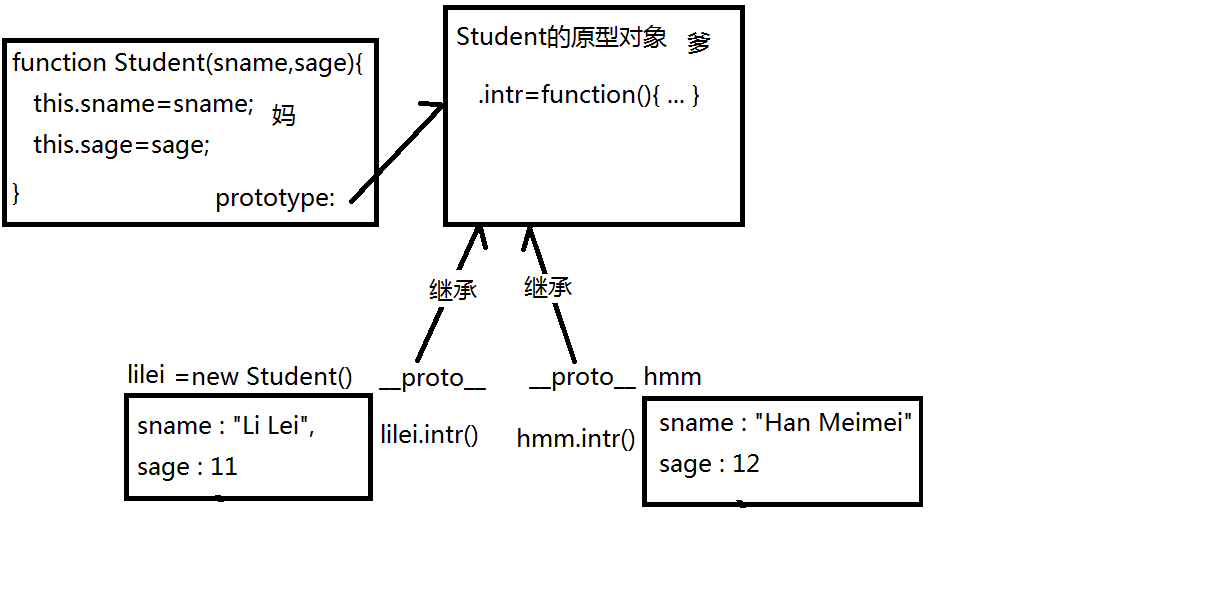 function Student(sname,sage){
this.sname=sname;
妈
this.sage=sage;
}
prototype:
Student的原型对象 爹
.intr=function(){ ... }
继承
继承
lilei =new Student()
__proto__
__proto__ hmm
sname : "Li Lei",
sage : 11
lilei.intr()
hmm.intr()
sname : "Han Meimei"
sage : 12